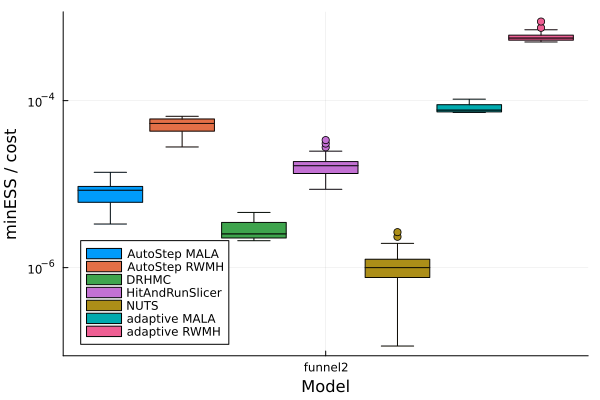 minESS / cost
10⁻⁴
10⁻⁶
AutoStep MALA
AutoStep RWMH
DRHMC
HitAndRunSlicer
NUTS
adaptive MALA
adaptive RWMH
funnel2
Model